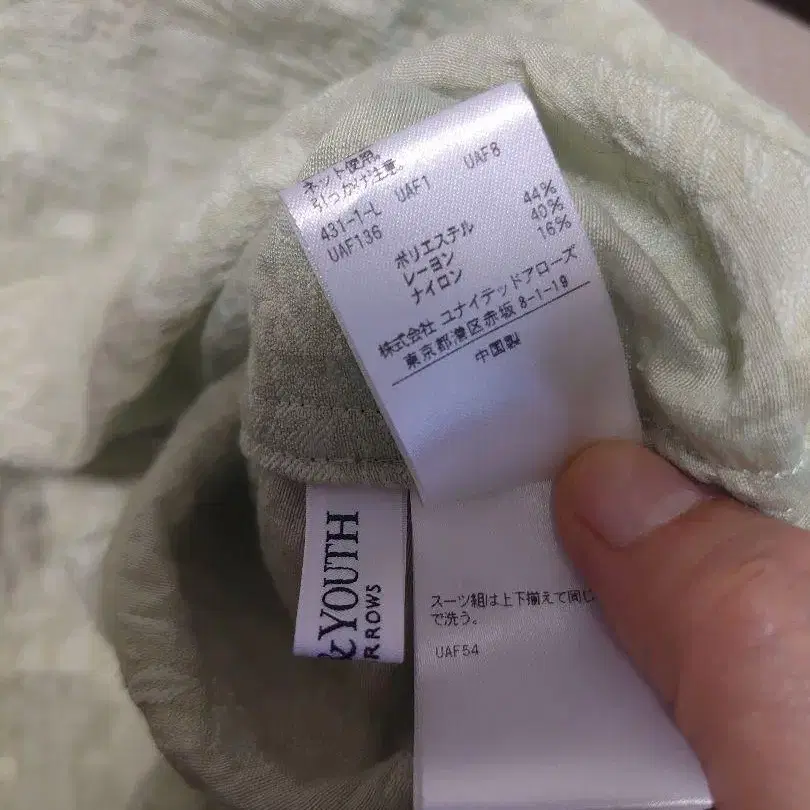 ネット使用。
引っかけ注意。
431-1-L UAF1 UAF8
UAF136
ポリエステル 44%
レーヨン 40%
ナイロン 16%
株式会社 ユナイテッドアローズ
東京都港区赤坂 8-1-19
中国製
&YOUTH
RROWS
スーツ組は上下揃えて同じ
で洗う。
UAF54